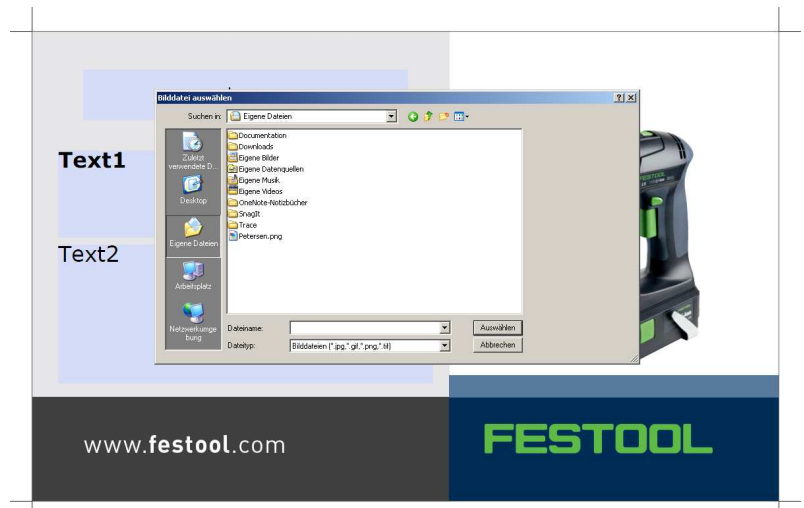 Bilddatei auswählen
Suchen in:
Eigene Dateien
Zuletzt
verwendete D...
Desktop
Eigene Dateien
Arbeitsplatz
Netzwerkumge
bung
Documentation
Downloads
Eigene Bilder
Eigene Datenquellen
Eigene Musik
Eigene Videos
OneNote-Notizbücher
SnagIt
Trace
Petersen.png
Dateiname:
Auswählen
Dateityp:
Bilddateien (*.jpg,*.gif,*.png,*.tif)
Abbrechen
Text1
Text2
FESTOOL
www.festool.com
FESTOOL